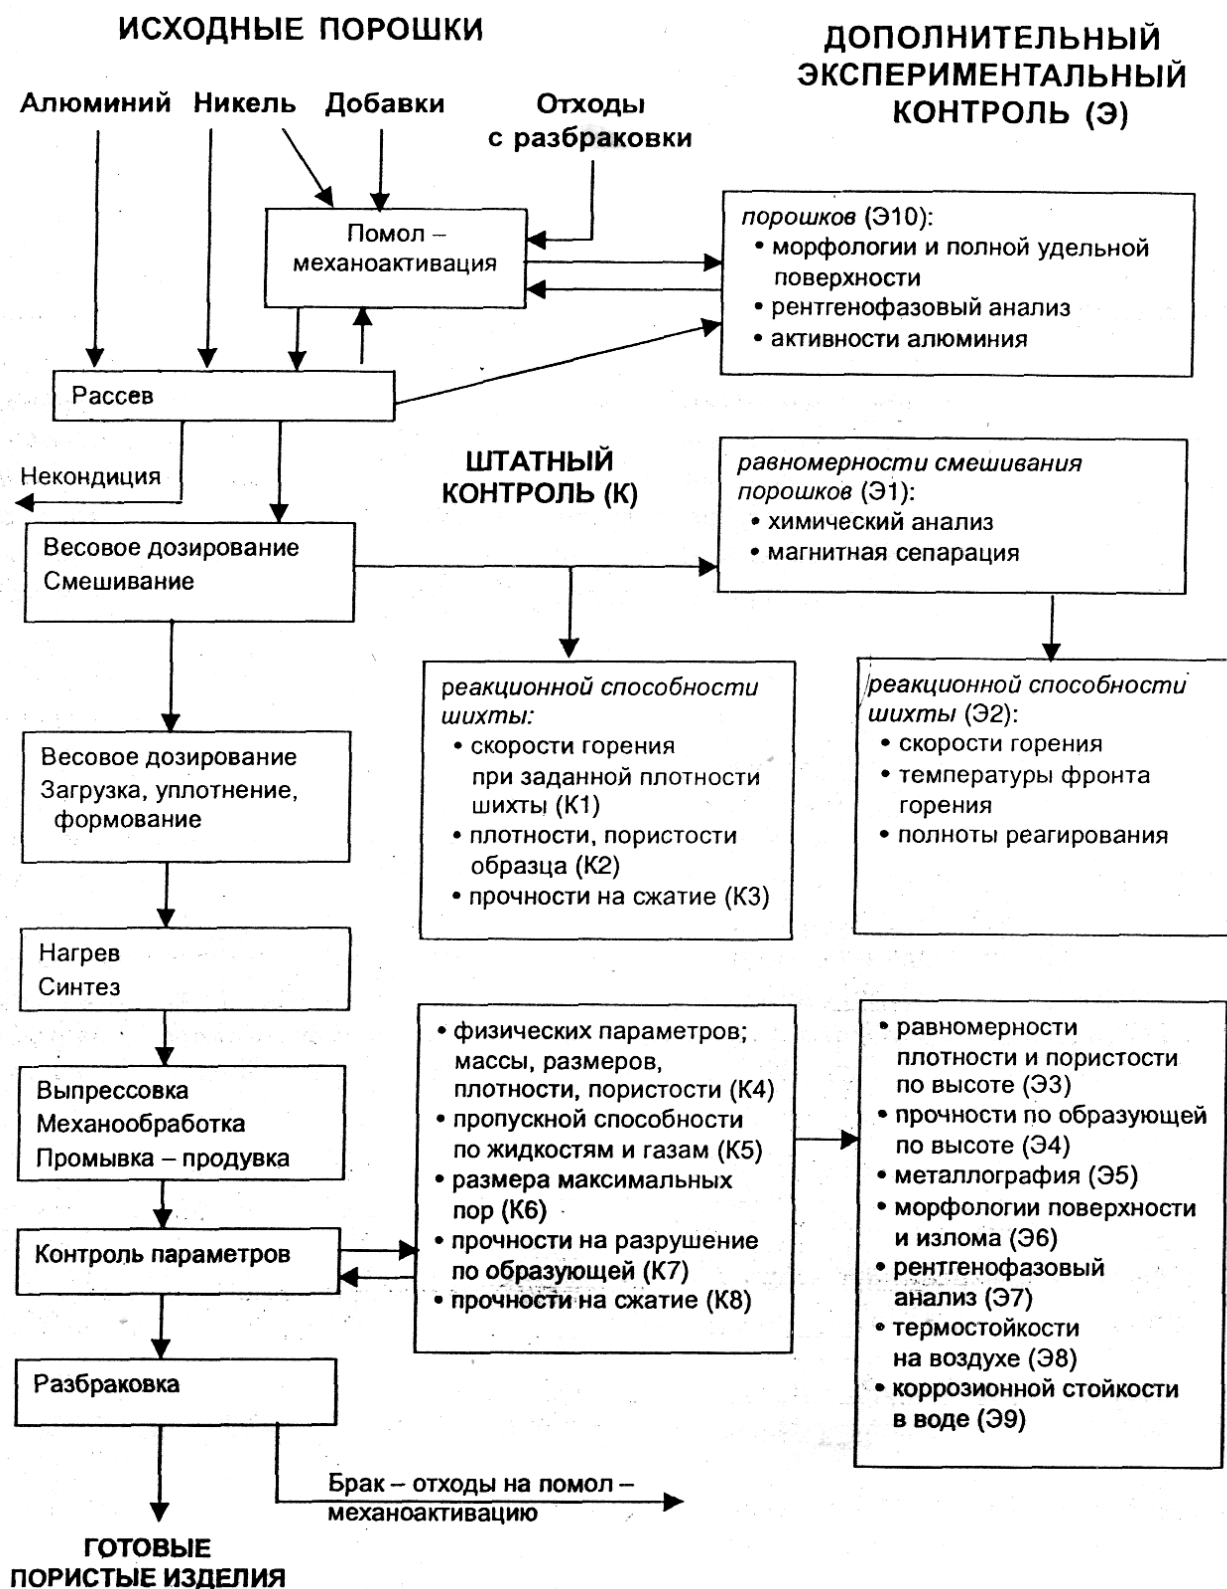 ИСХОДНЫЕ ПОРОШКИ
ДОПОЛНИТЕЛЬНЫЙ
ЭКСПЕРИМЕНТАЛЬНЫЙ
КОНТРОЛЬ (Э)
Алюминий
Никель
Добавки
Отходы
с разбраковки
Помол –
механоактивация
порошков (Э10):
• морфологии и полной удельной
поверхности
• рентгенофазовый анализ
• активности алюминия
Рассев
Некондиция
ШТАТНЫЙ
КОНТРОЛЬ (К)
равномерности смешивания
порошков (Э1):
• химический анализ
• магнитная сепарация
Весовое дозирование
Смешивание
реакционной способности
шихты:
• скорости горения
при заданной плотности
шихты (К1)
• плотности, пористости
образца (К2)
• прочности на сжатие (К3)
реакционной способности
шихты (Э2):
• скорости горения
• температуры фронта
горения
• полноты реагирования
Весовое дозирование
Загрузка, уплотнение,
формование
Нагрев
Синтез
Выпрессовка
Механообработка
Промывка – продувка
Контроль параметров
• физических параметров;
массы, размеров,
плотности, пористости (К4)
• пропускной способности
по жидкостям и газам (К5)
• размера максимальных
пор (К6)
• прочности на разрушение
по образующей (К7)
• прочности на сжатие (К8)
• равномерности
плотности и пористости
по высоте (Э3)
• прочности по образующей
по высоте (Э4)
• металлография (Э5)
• морфологии поверхности
и излома (Э6)
• рентгенофазовый
анализ (Э7)
• термостойкости
на воздухе (Э8)
• коррозионной стойкости
в воде (Э9)
Разбраковка
Брак – отходы на помол –
механоактивацию
ГОТОВЫЕ
ПОРИСТЫЕ ИЗДЕЛИЯ